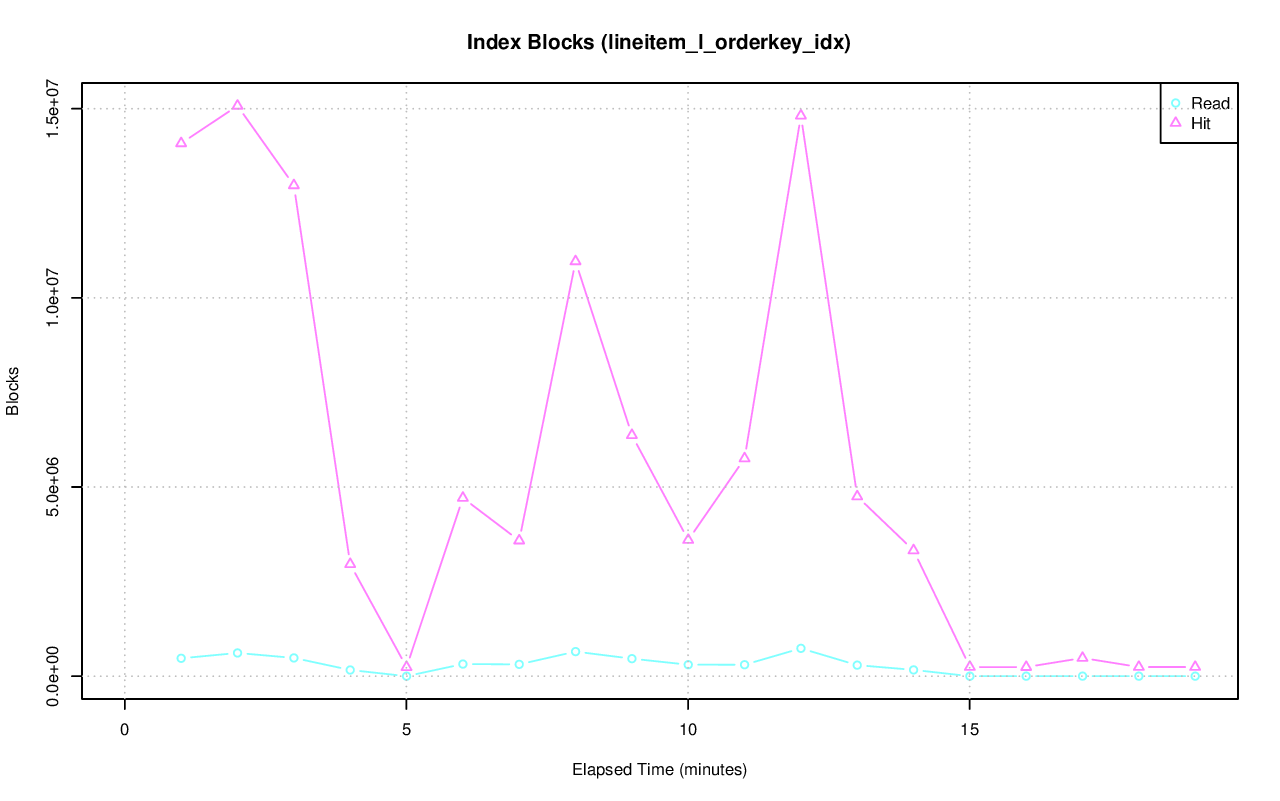 Index Blocks (lineitem_l_orderkey_idx)
Read
Hit
Blocks
1.5e+07
1.0e+07
5.0e+06
0.0e+00
0 5 10 15
Elapsed Time (minutes)